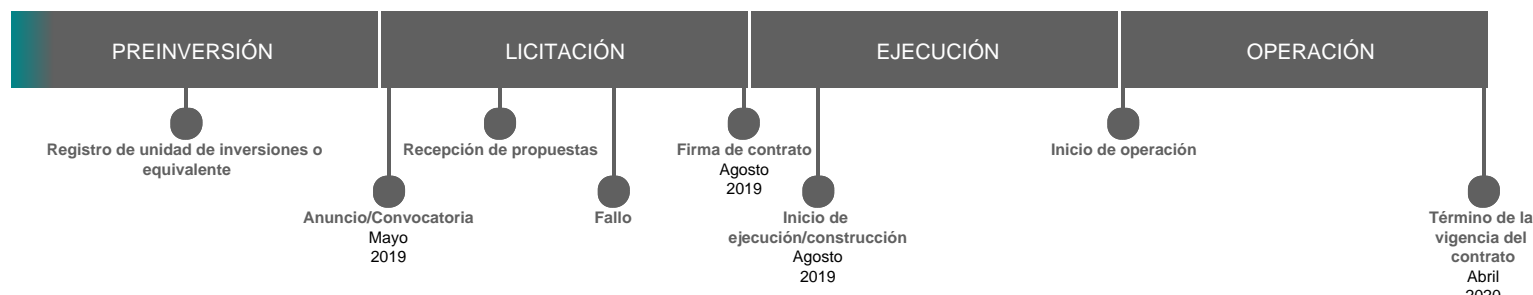 PREINVERSIÓN
LICITACIÓN
EJECUCIÓN
OPERACIÓN
Registro de unidad de inversiones o
equivalente
Anuncio/Convocatoria
Mayo
2019
Recepción de propuestas
Fallo
Firma de contrato
Agosto
2019
Inicio de
ejecución/construcción
Agosto
2019
Inicio de operación
Término de la
vigencia del
contrato
Abril
2020